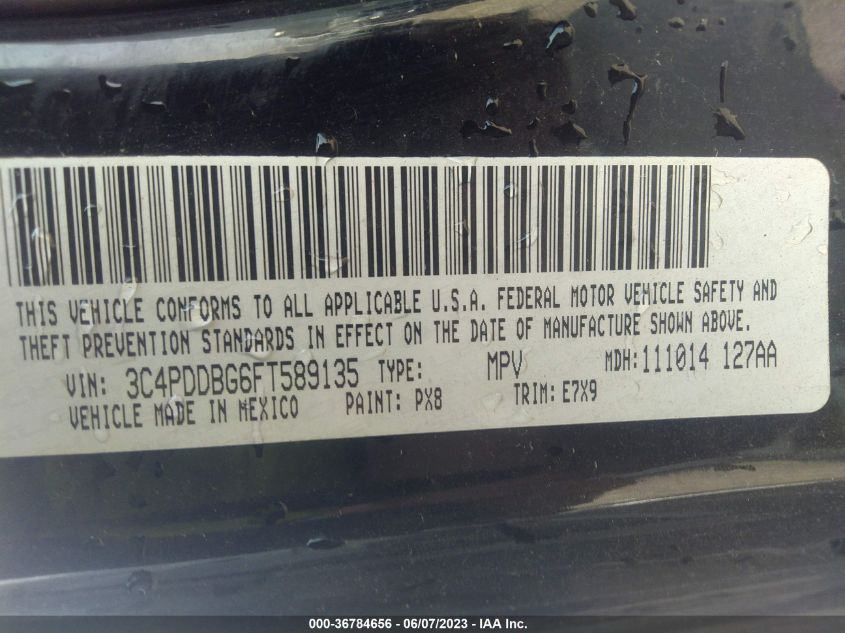 THIS VEHICLE CONFORMS TO ALL APPLICABLE U.S.A. FEDERAL MOTOR VEHICLE SAFETY AND
THEFT PREVENTION STANDARDS IN EFFECT ON THE DATE OF MANUFACTURE SHOWN ABOVE.
VIN: 3C4PDDBG6FT589135 TYPE: MPV MDH: 111014 127AA
VEHICLE MADE IN MEXICO PAINT: PX8 TRIM: E7X9
000-36784656 - 06/07/2023 - IAA Inc.